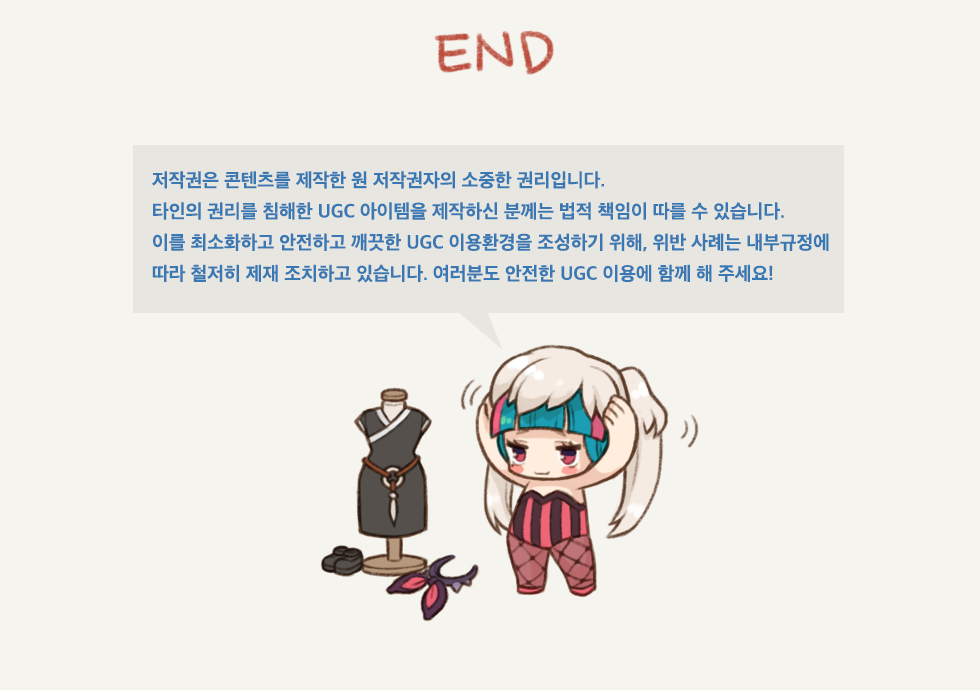 END
저작권은 콘텐츠를 제작한 원 저작권자의 소중한 권리입니다.
타인의 권리를 침해한 UGC 아이템을 제작하신 분께는 법적 책임이 따를 수 있습니다.
이를 최소화하고 안전하고 깨끗한 UGC 이용환경을 조성하기 위해, 위반 사례는 내부규정에
따라 철저히 제재 조치하고 있습니다. 여러분도 안전한 UGC 이용에 함께 해 주세요!